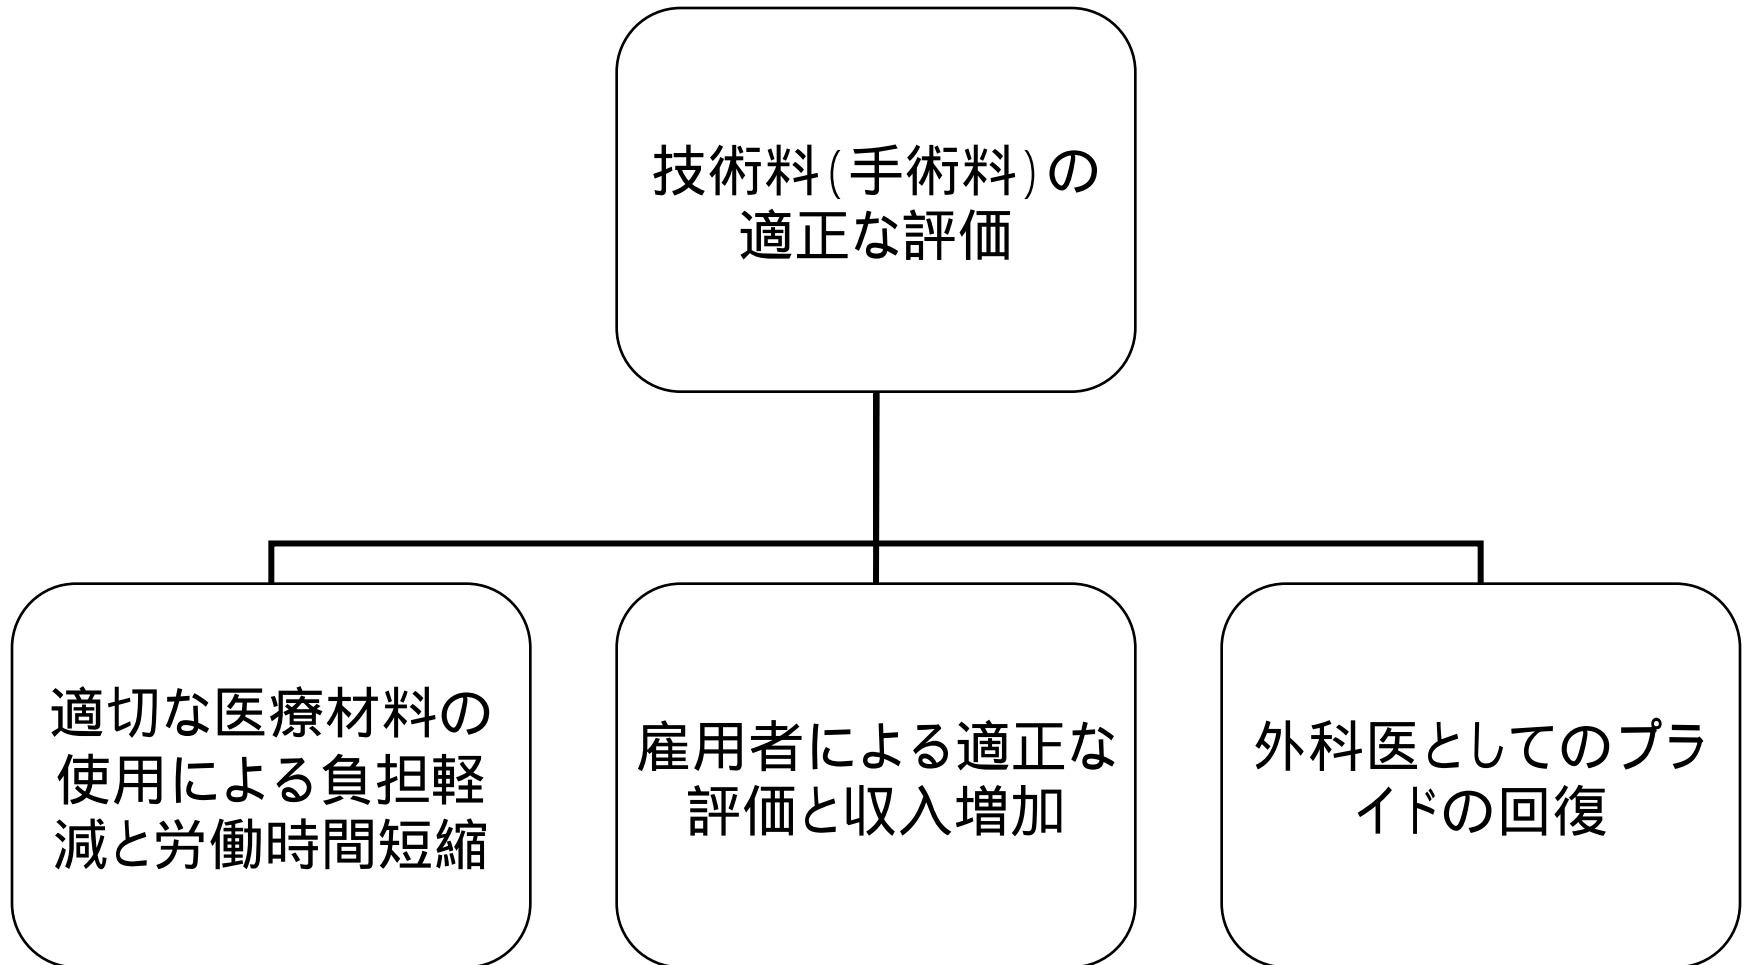 技術料(手術料)の
適正な評価
適切な医療材料の
使用による負担軽
減と労働時間短縮
雇用者による適正な
評価と収入増加
外科医としてのプラ
イドの回復